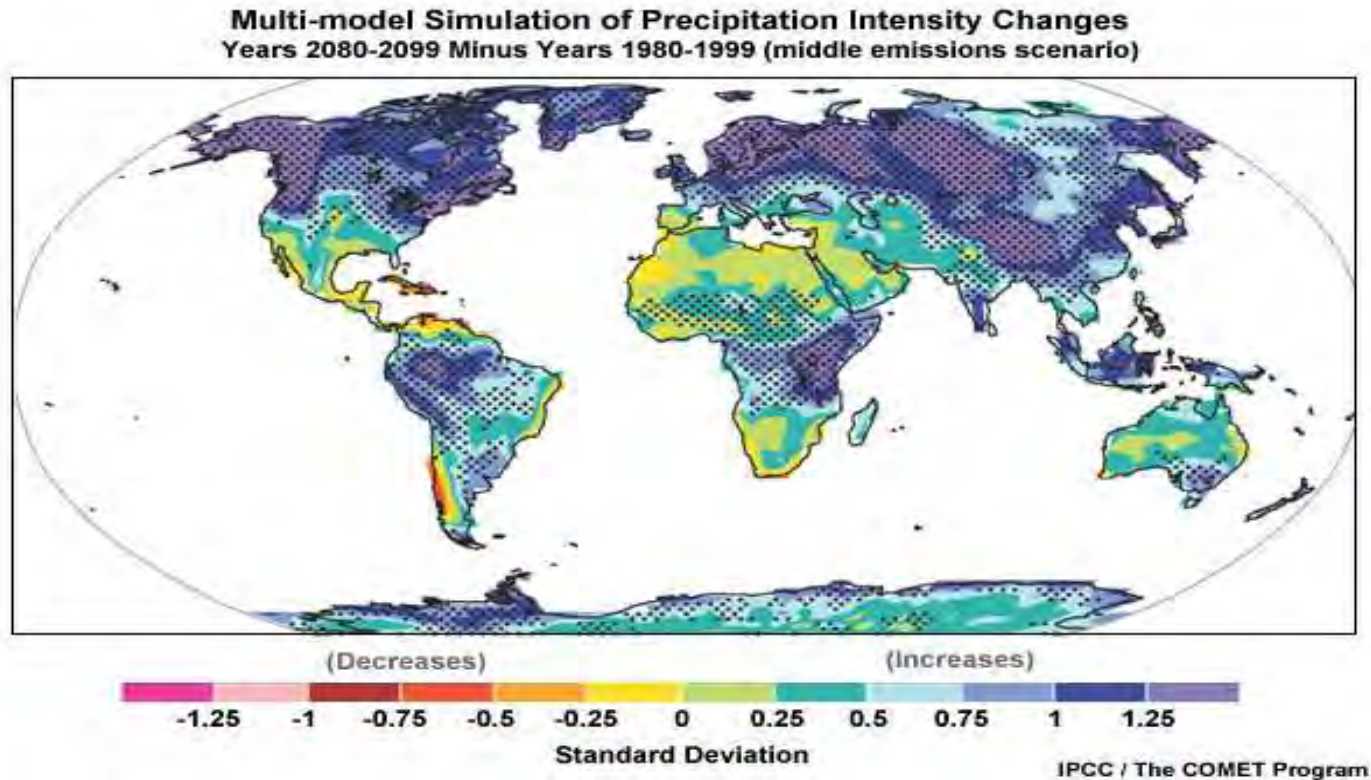 Multi-model Simulation of Precipitation Intensity Changes
Years 2080-2099 Minus Years 1980-1999 (middle emissions scenario)
(Decreases) (Increases)
-1.25 -1 -0.75 -0.5 -0.25 0 0.25 0.5 0.75 1 1.25
Standard Deviation
IPCC / The COMET Program